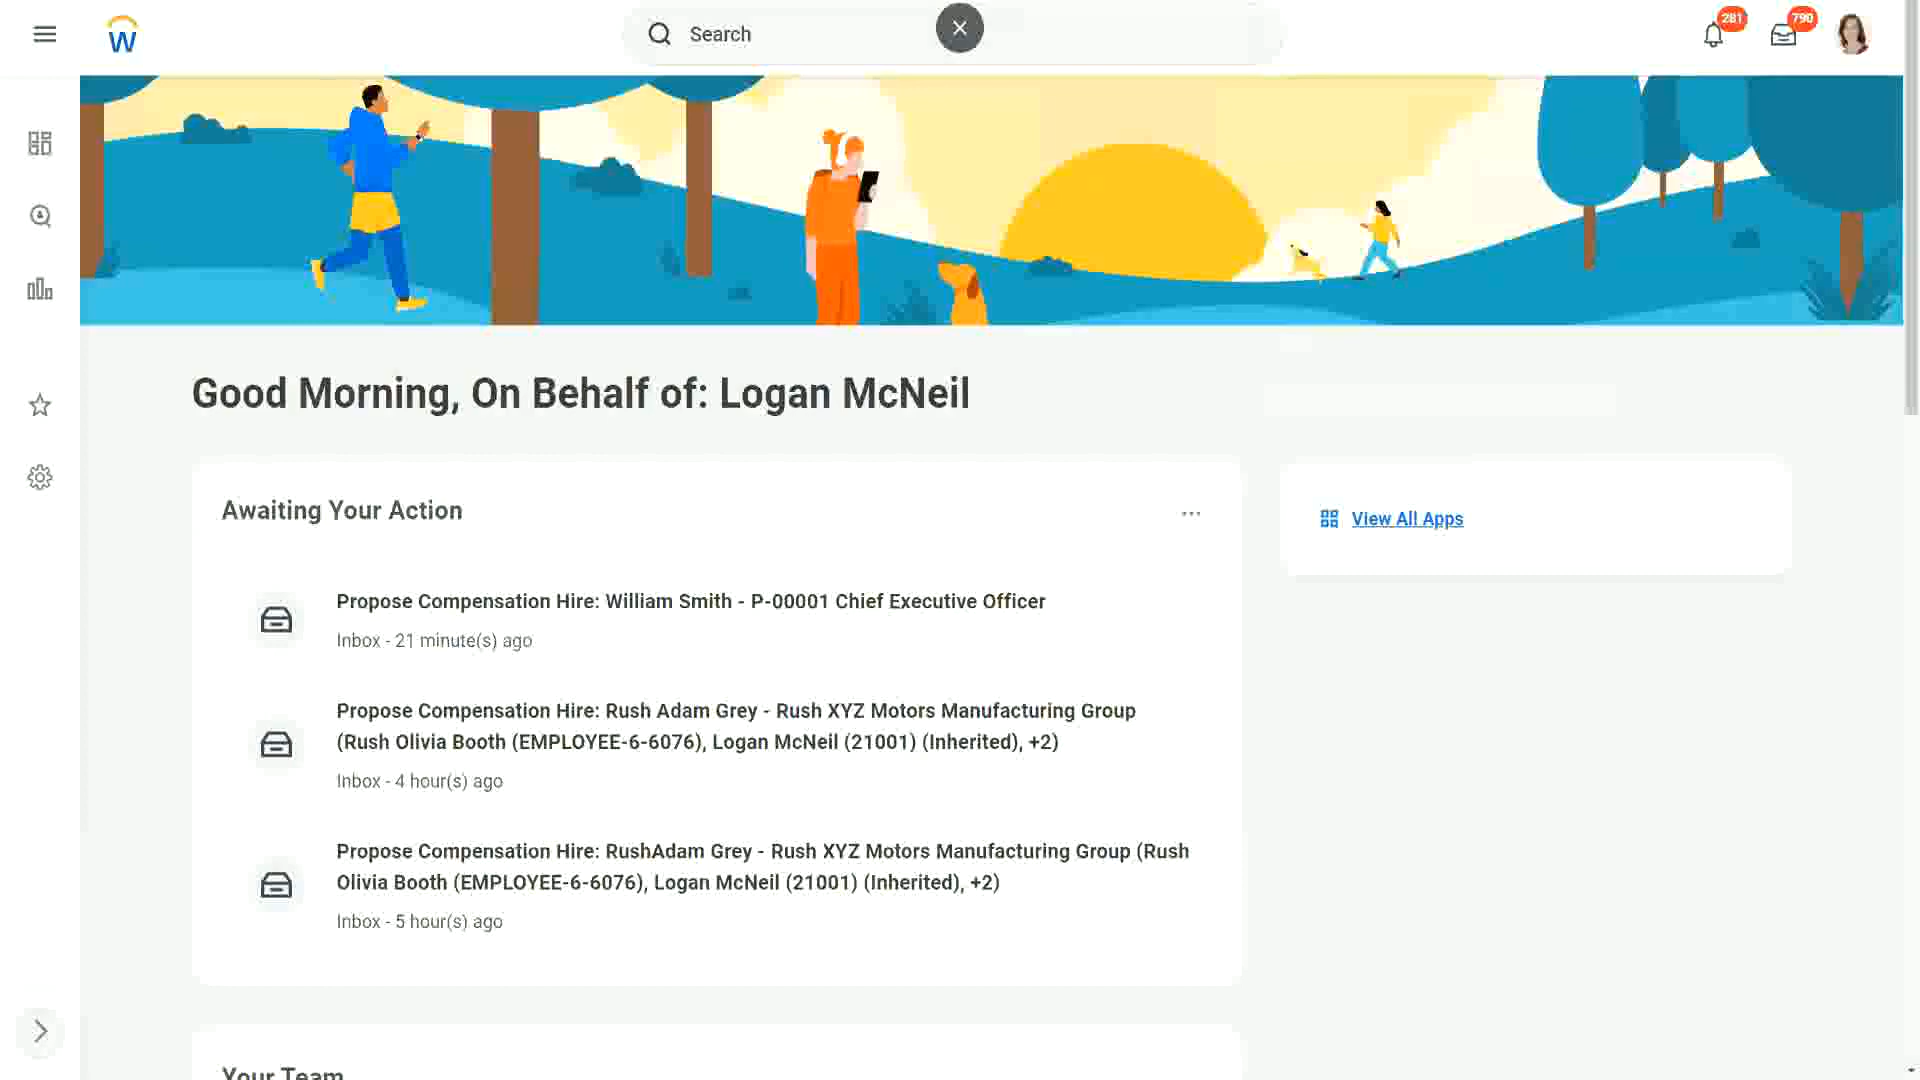 W
Search
281
790
Good Morning, On Behalf of: Logan McNeil
Awaiting Your Action
View All Apps
Propose Compensation Hire: William Smith - P-00001 Chief Executive Officer
Inbox - 21 minute(s) ago
Propose Compensation Hire: Rush Adam Grey - Rush XYZ Motors Manufacturing Group
(Rush Olivia Booth (EMPLOYEE-6-6076), Logan McNeil (21001) (Inherited), +2)
Inbox - 4 hour(s) ago
Propose Compensation Hire: RushAdam Grey - Rush XYZ Motors Manufacturing Group (Rush
Olivia Booth (EMPLOYEE-6-6076), Logan McNeil (21001) (Inherited), +2)
Inbox - 5 hour(s) ago
Your Team